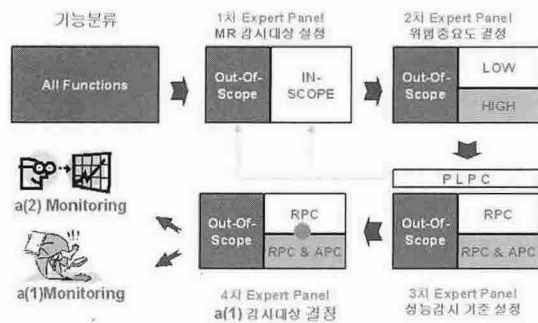 기능분류
All Functions
1차 Expert Panel
MR 감시대상 설정
Out-Of-
Scope
IN-
SCOPE
2차 Expert Panel
위험중요도 결정
Out-Of-
Scope
LOW
HIGH
PLPC
Out-Of-
Scope
RPC
RPC & APC
3차 Expert Panel
성능감시 기준 설정
Out-Of-
Scope
RPC
RPC & APC
4차 Expert Panel
a(1) 감시대상 결정
a(2) Monitoring
a(1)Monitoring